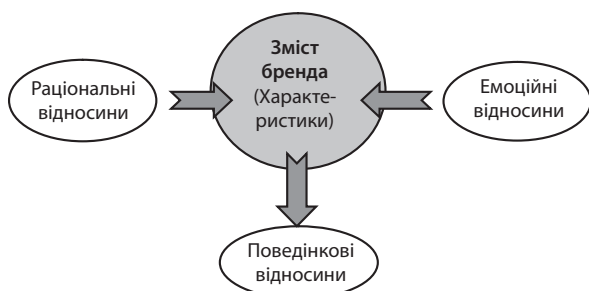 Зміст
бренда
(Характе-
ристики)
Раціональні
відносини
Емоційні
відносини
Поведінкові
відносини